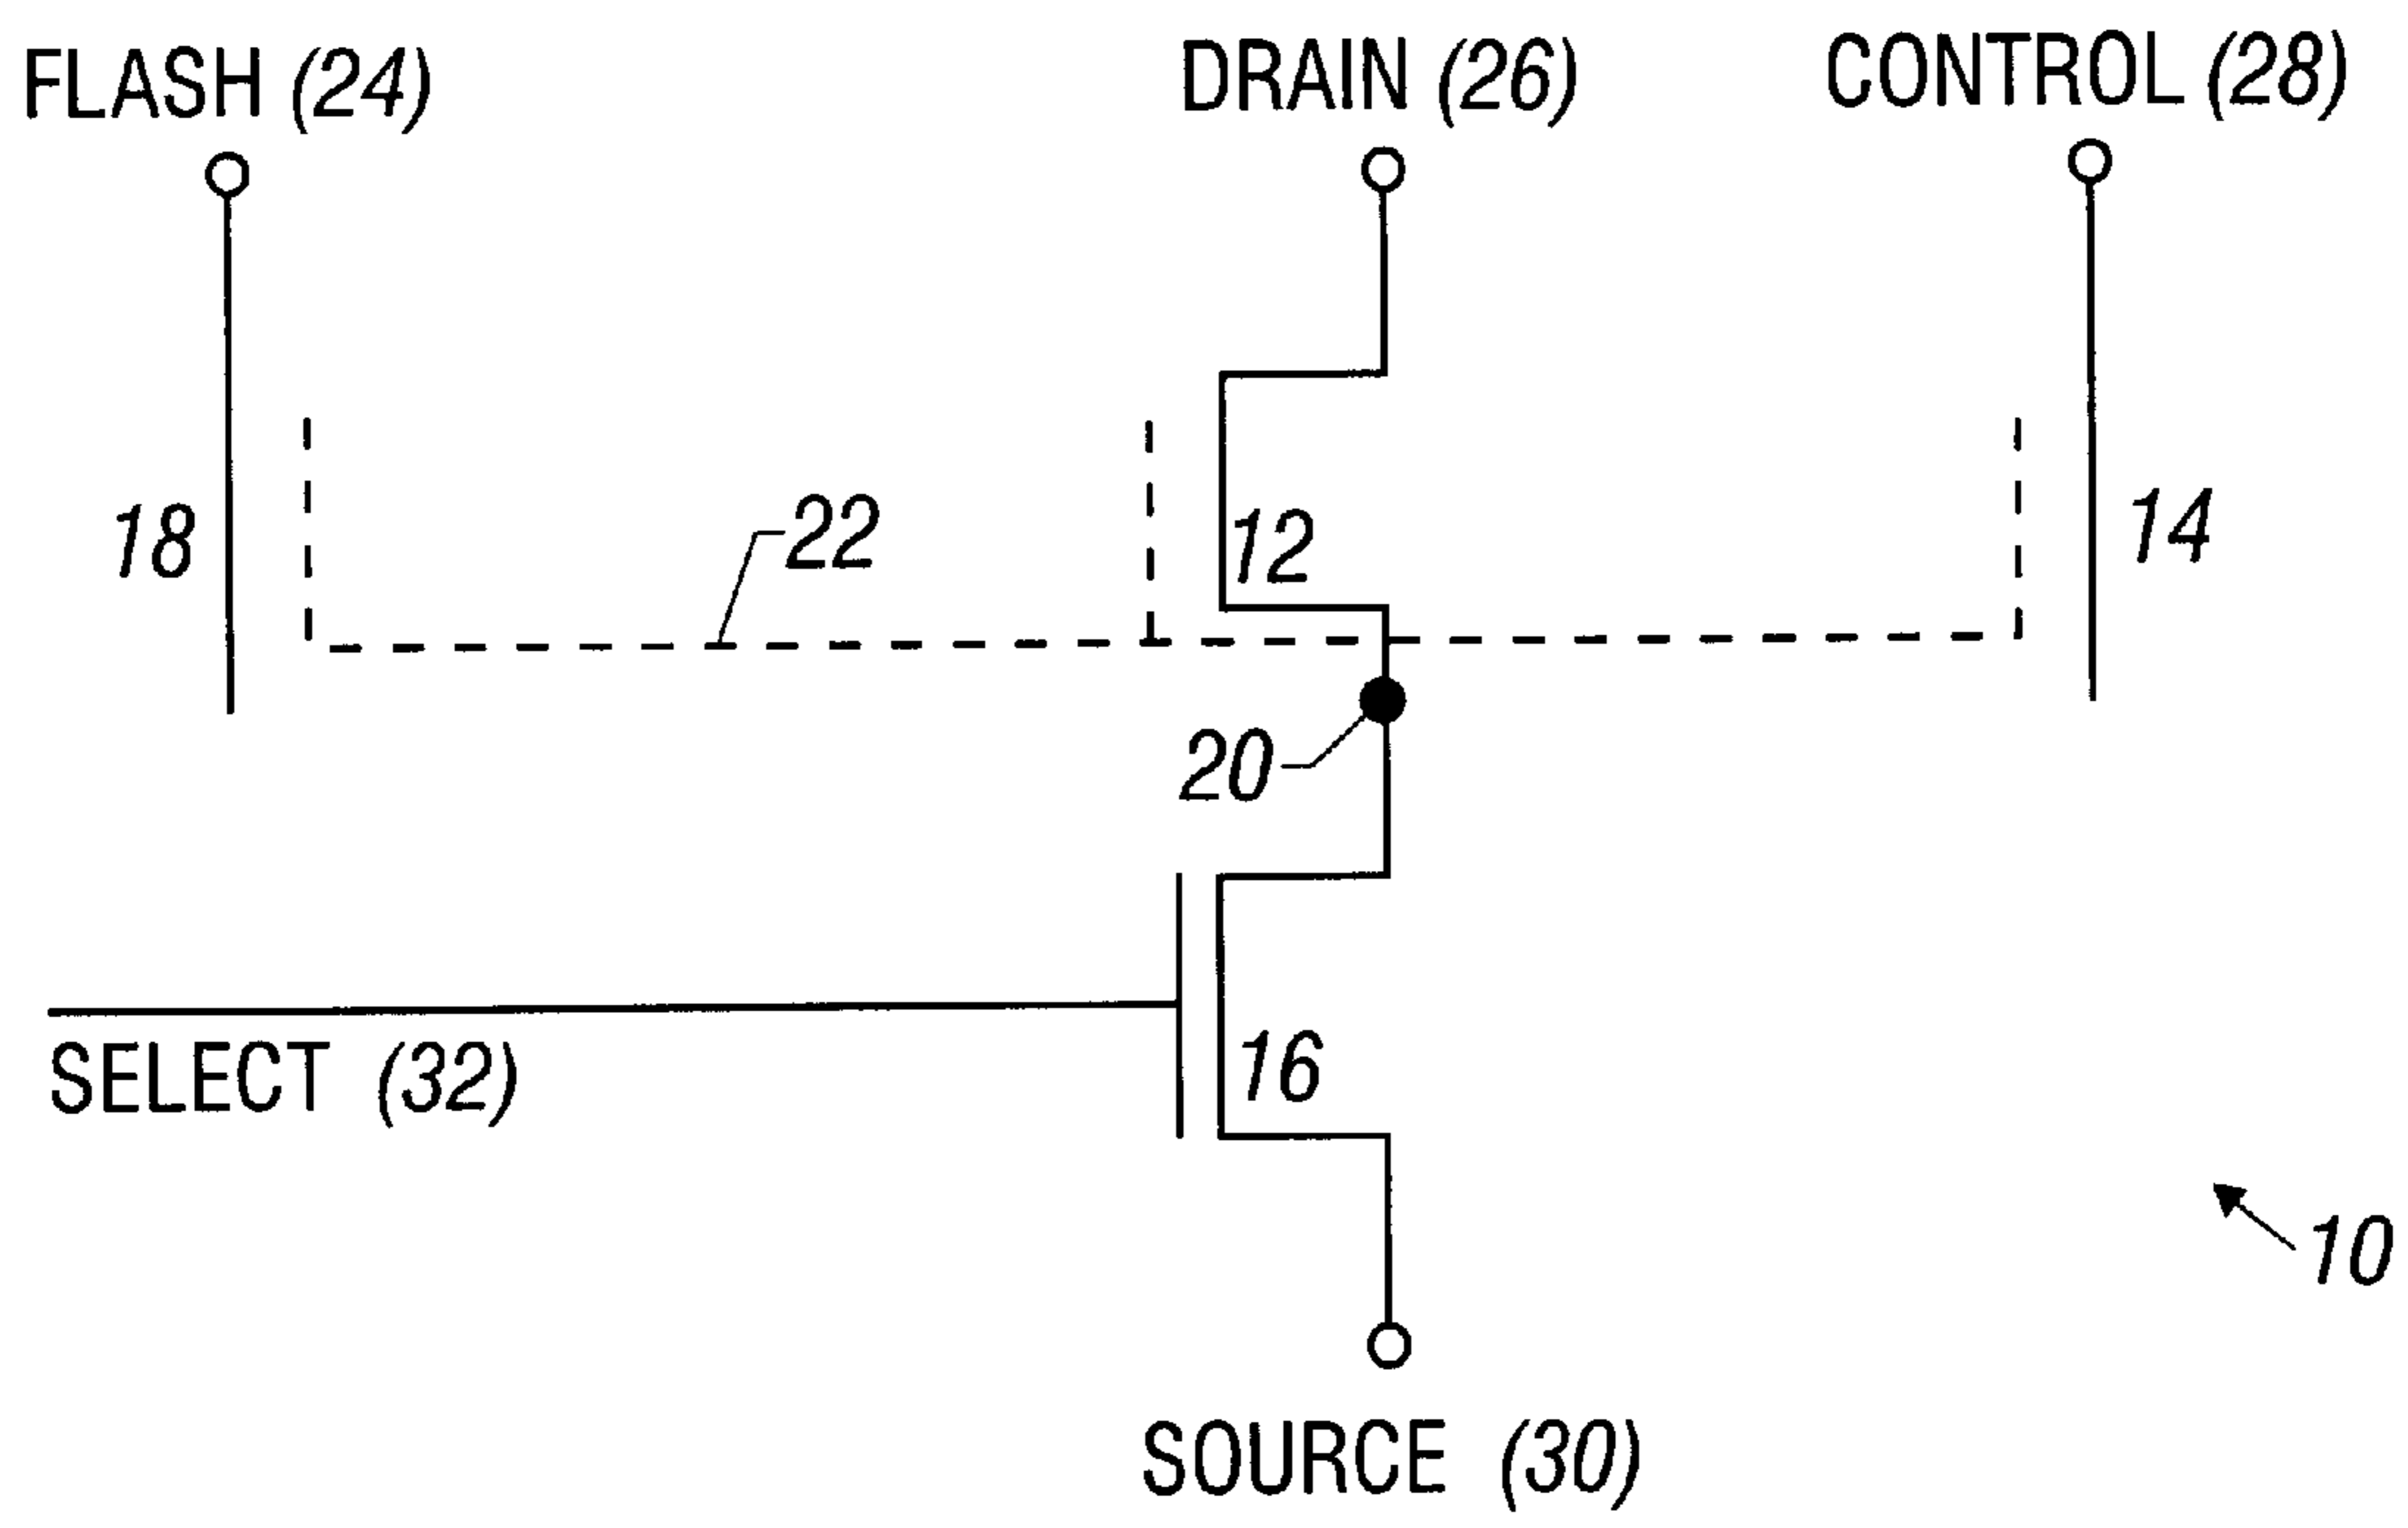 FLASH (24)
DRAIN (26)
CONTROL (28)
18
22
12
14
20
SELECT (32)
16
10
SOURCE (30)